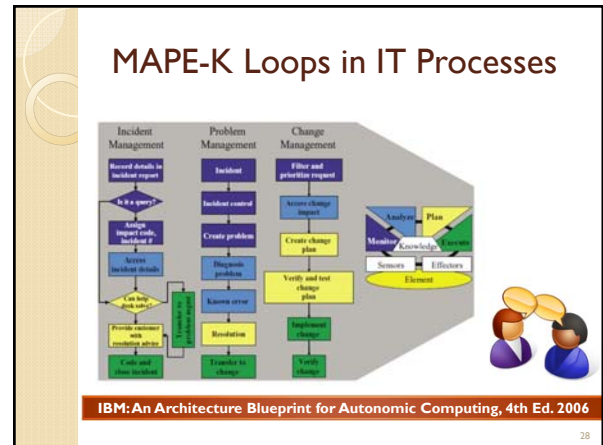 MAPE-K Loops in IT Processes
Incident
Management
Record details in
incident report
Is it a query?
Assign
impact code,
incident #
Access
incident details
Can help
desk solve?
Provide customer
with
resolution advice
Code and
close incident
Transfer to
problem mgmt
Problem
Management
Incident
Incident control
Create problem
Diagnosis
problem
Known error
Resolution
Transfer to
change
Change
Management
Filter and
prioritize request
Access change
impact
Create change
plan
Verify and test
change
plan
Implement
change
Verify
change
Analyze
Plan
Monitor
Knowledge
Execute
Sensors
Effectors
Element
IBM: An Architecture Blueprint for Autonomic Computing, 4th Ed. 2006
28